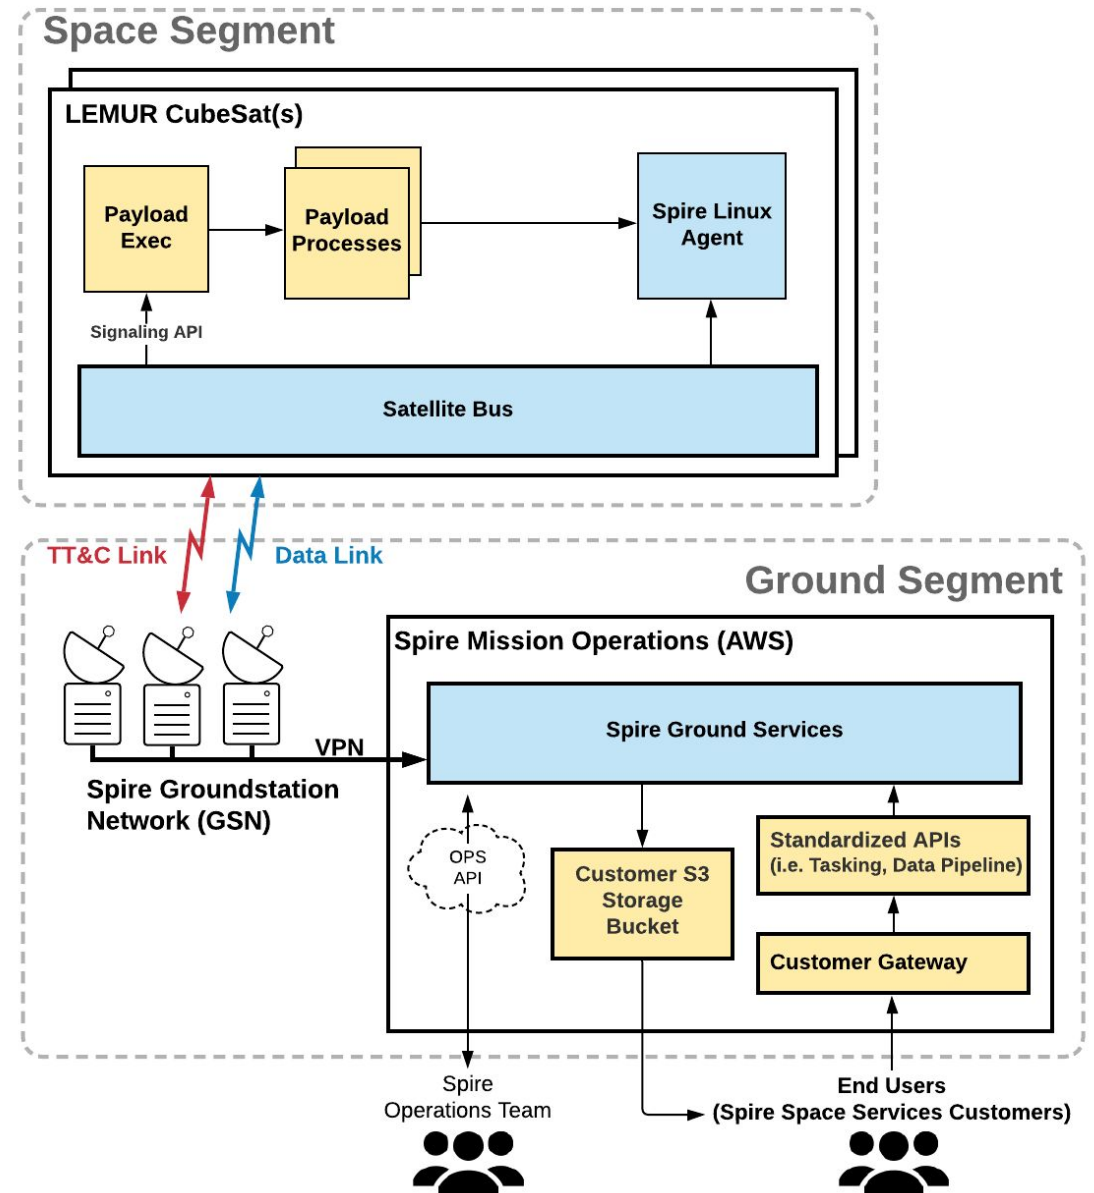 Space Segment
LEMUR CubeSat(s)
Payload
Exec
Payload
Processes
Spire Linux
Agent
Signaling API
Satellite Bus
TT&C Link
Data Link
Ground Segment
Spire Mission Operations (AWS)
Spire Ground Services
VPN
Spire Groundstation
Network (GSN)
OPS
API
Customer S3
Storage
Bucket
Standardized APIs
(i.e. Tasking, Data Pipeline)
Customer Gateway
Spire
Operations Team
End Users
(Spire Space Services Customers)